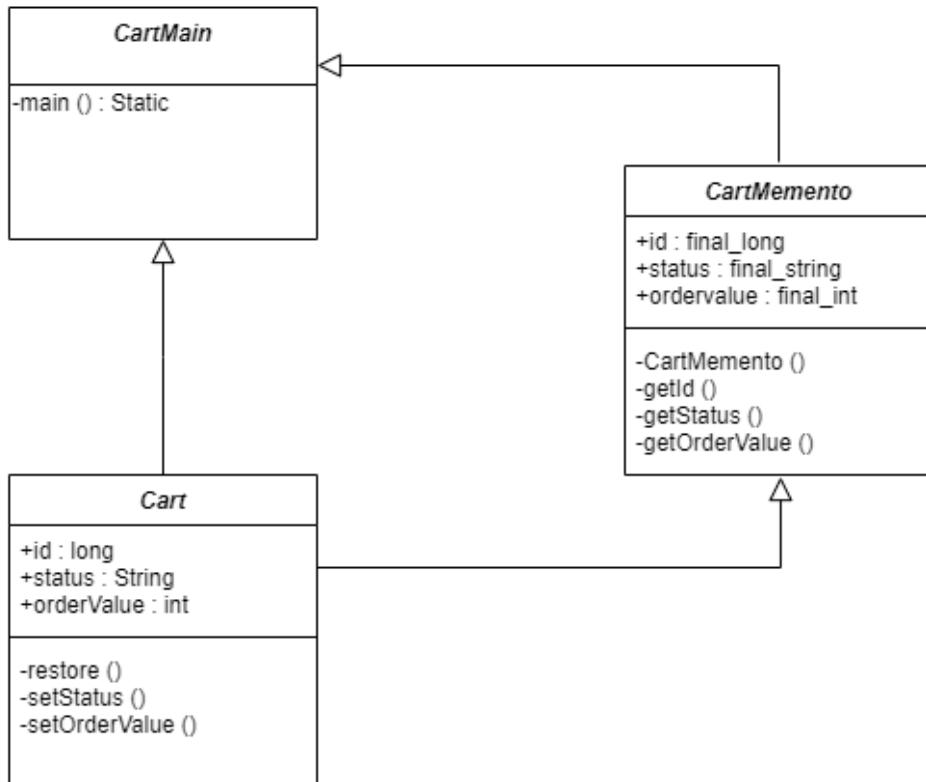 CartMain
-main () : Static
CartMemento
+id : final_long
+status : final_string
+ordervalue : final_int
-CartMemento ()
-getId ()
-getStatus ()
-getOrderValue ()
Cart
+id : long
+status : String
+orderValue : int
-restore ()
-setStatus ()
-setOrderValue ()